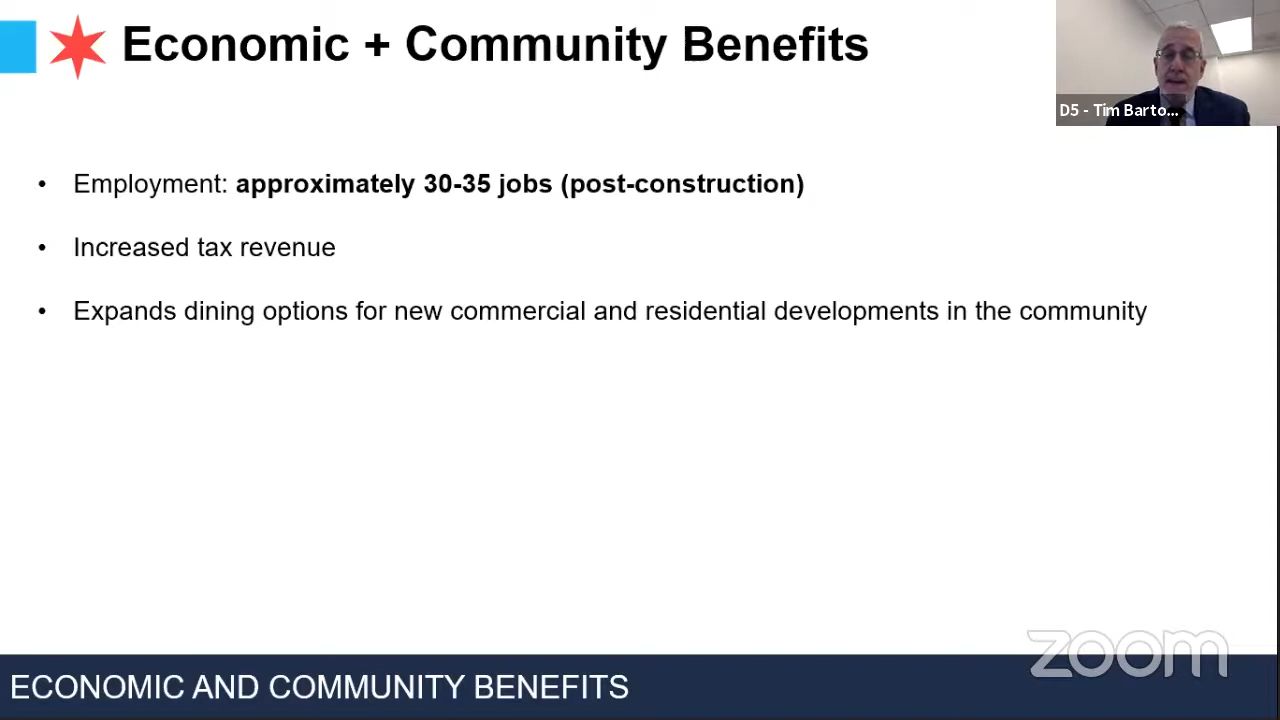 Economic + Community Benefits
D5 - Tim Barto...
• Employment: approximately 30-35 jobs (post-construction)
• Increased tax revenue
• Expands dining options for new commercial and residential developments in the community
zoom
ECONOMIC AND COMMUNITY BENEFITS